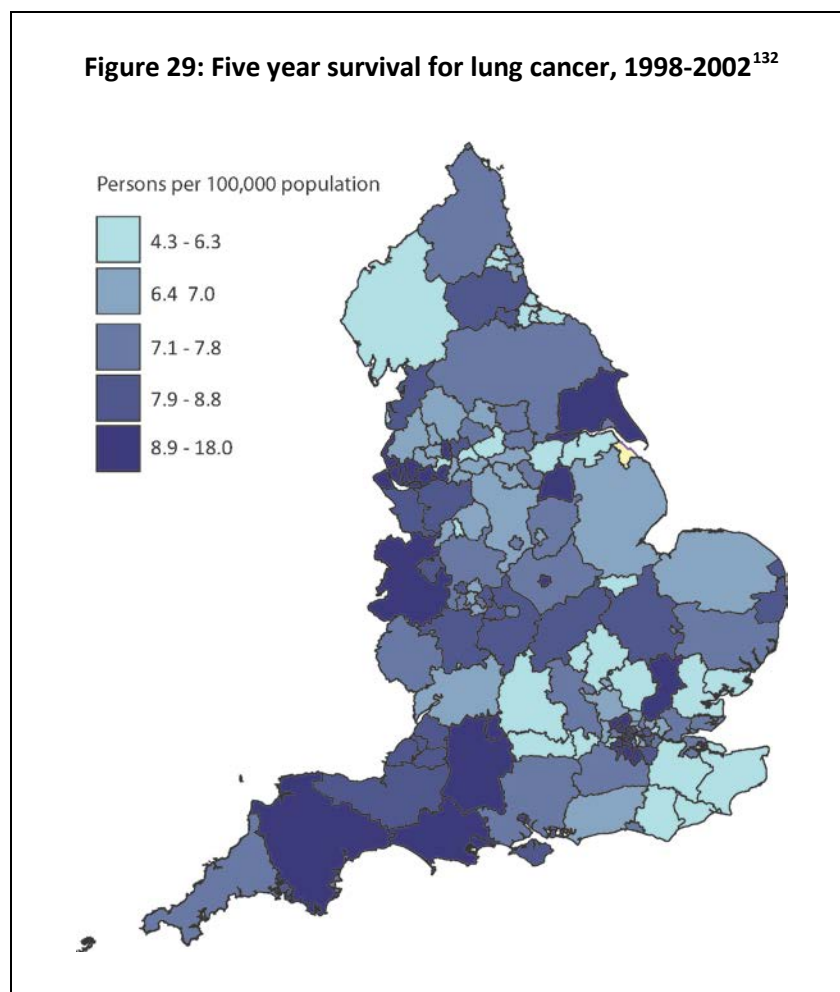 Figure 29: Five year survival for lung cancer, 1998-2002132
Persons per 100,000 population
4.3 - 6.3
6.4 7.0
7.1 - 7.8
7.9 - 8.8
8.9 - 18.0